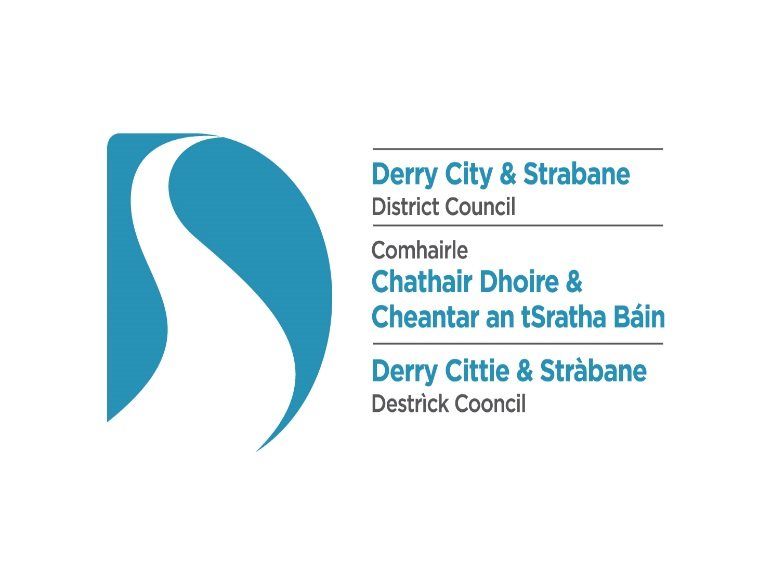 Derry City & Strabane
District Council
Comhairle
Chathair Dhoire &
Cheantar an tSratha Báin
Derry Cittie & Stràbane
Destrìck Cooncil